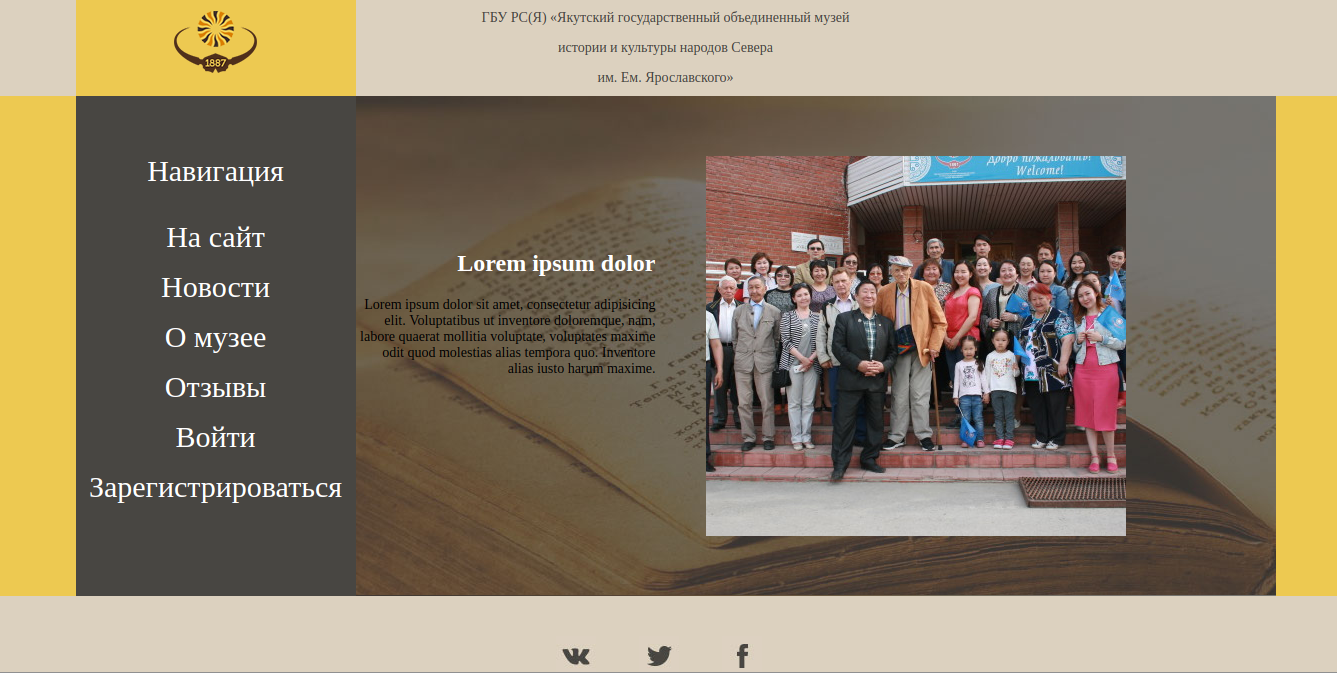 1887
ГБУ РС(Я) «Якутский государственный объединенный музей
истории и культуры народов Севера
им. Ем. Ярославского»
Навигация
На сайт
Новости
О музее
Отзывы
Войти
Зарегистрироваться
Lorem ipsum dolor
Lorem ipsum dolor sit amet, consectetur adipisicing
elit. Voluptatibus ut inventore doloremque, nam,
labore quaerat mollitia voluptate, voluptates maxime
odit quod molestias alias tempora quo. Inventore
alias iusto harum maxime.
Добро пожаловать!
Welcome!